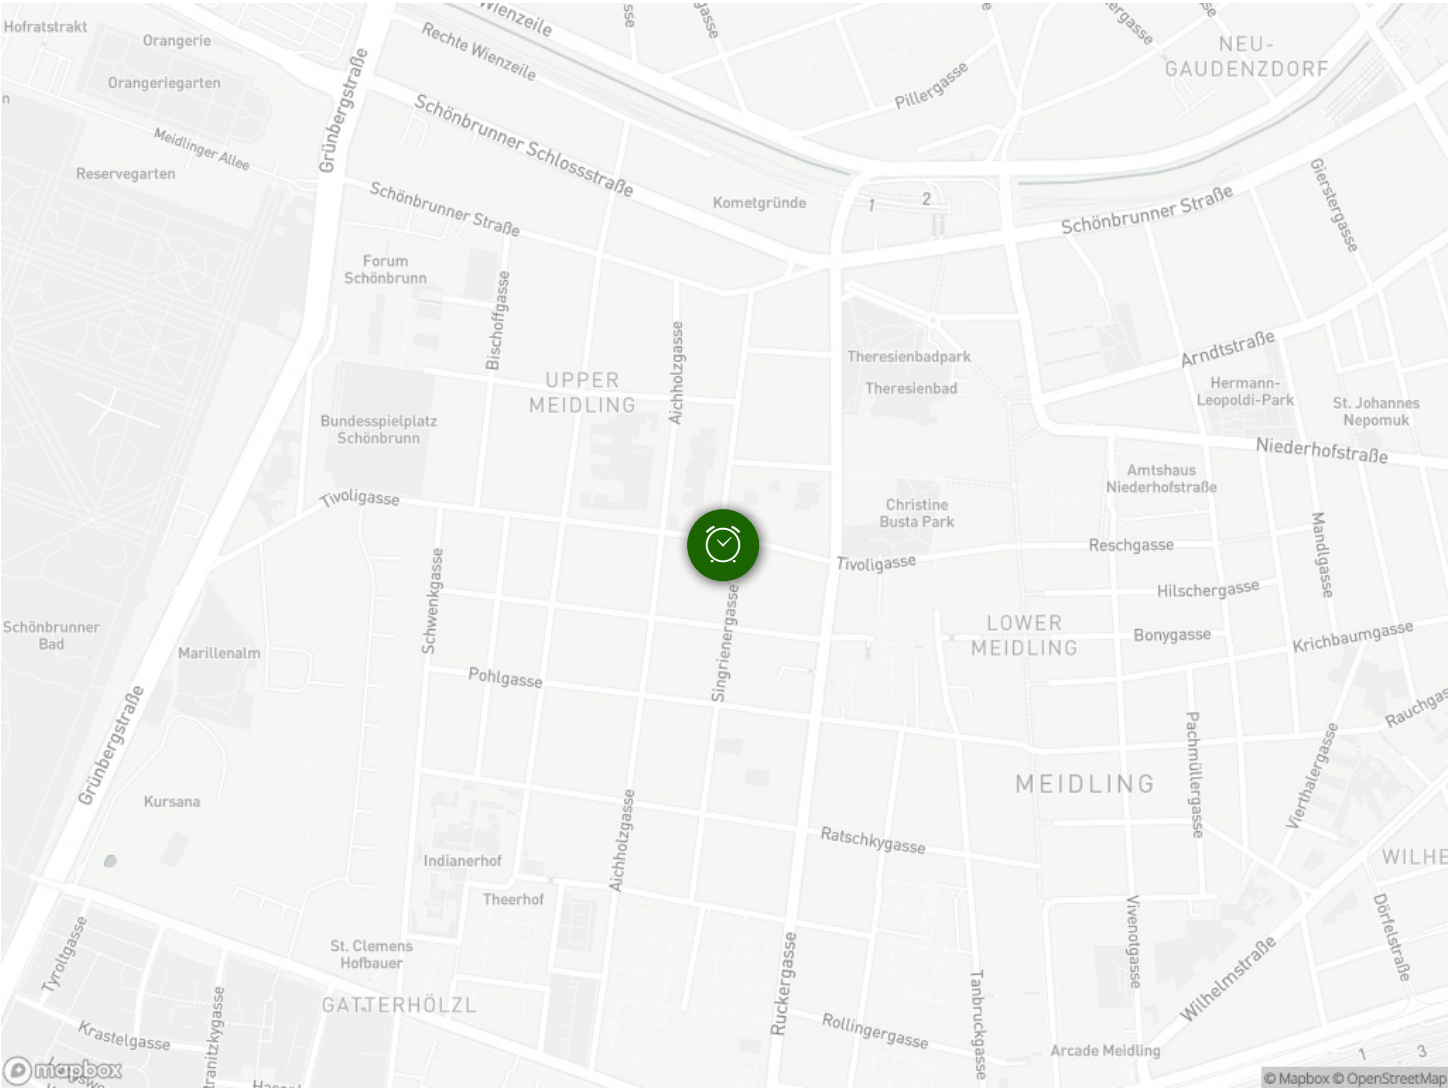 Hofratstrakt
Orangerie
Orangeriegarten
Wienzeile
Rechte Wienzeile
Grünbergstraße
Meidlinger Allee
Reservegarten
Schönbrunner Schlossstraße
Schönbrunner Straße
Pillergasse
NEU-
GAUDENZDORF
Kometgründe
1
2
Schönbrunner Straße
Gierstergasse
Forum
Schönbrunn
Bischoffgasse
Aichholzgasse
UPPER
MEIDLING
Theresienbadpark
Theresienbad
Arndtstraße
Hermann-
Leopoldi-Park
St. Johannes
Nepomuk
Bundesspielplatz
Schönbrunn
Niederhofstraße
Amtshaus
Niederhofstraße
Tivoligasse
Christine
Busta Park
Tivoligasse
Reschgasse
Mandlgasse
Schwenkgasse
Singrienergasse
Hilschergasse
Schönbrunner
Bad
Marillenalm
LOWER
MEIDLING
Bonygasse
Krichbaumgasse
Pohlgasse
Rauchgas
Grünbergstraße
Pachmüllergasse
Vierthalergasse
MEIDLING
Kursana
Aichholzgasse
Ratschkygasse
Indianerhof
Theerhof
WILHE
Tyroltgasse
St. Clemens
Hofbauer
Ruckergasse
Vivenotgasse
Dörfelstraße
GATTERHÖLZL
Tanbruckgasse
Wilhelmstraße
Krastelgasse
tranitzkygasse
Rollingergasse
Arcade Meidling
1
3
mapbox
© Mapbox © OpenStreetMap